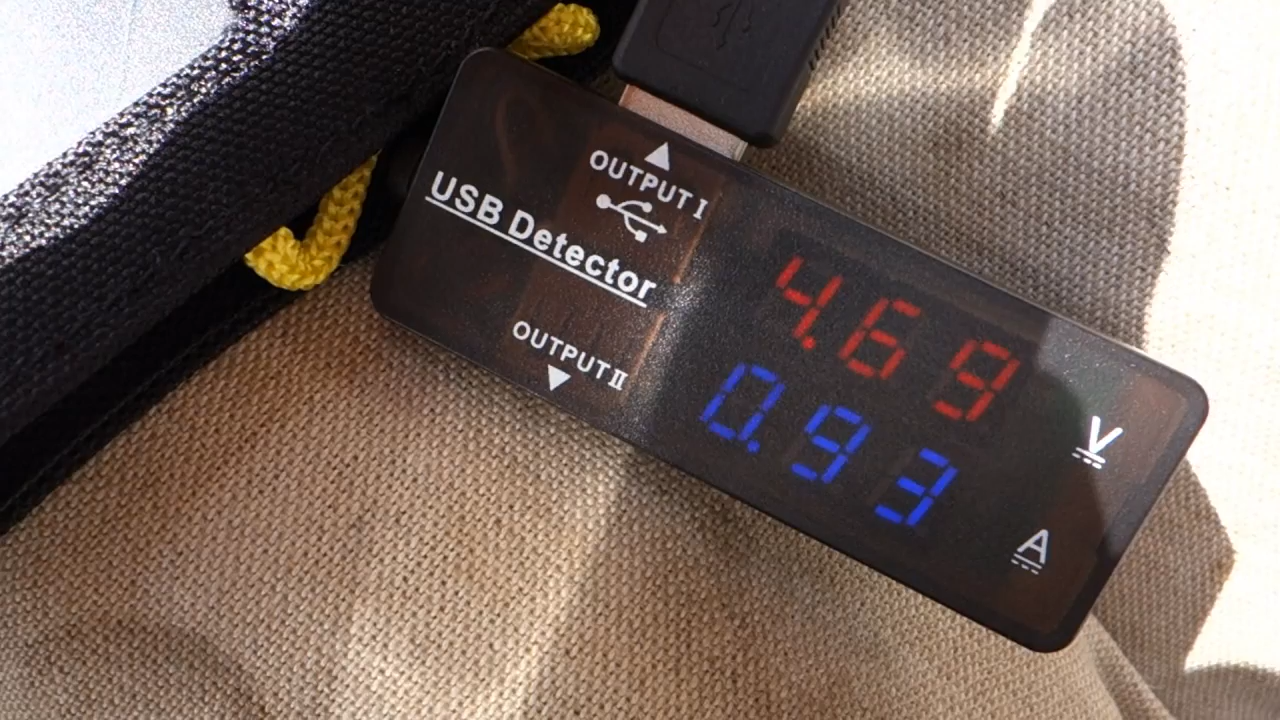 OUTPUT I
USB Detector
OUTPUT II
4.69 V
0.93 A